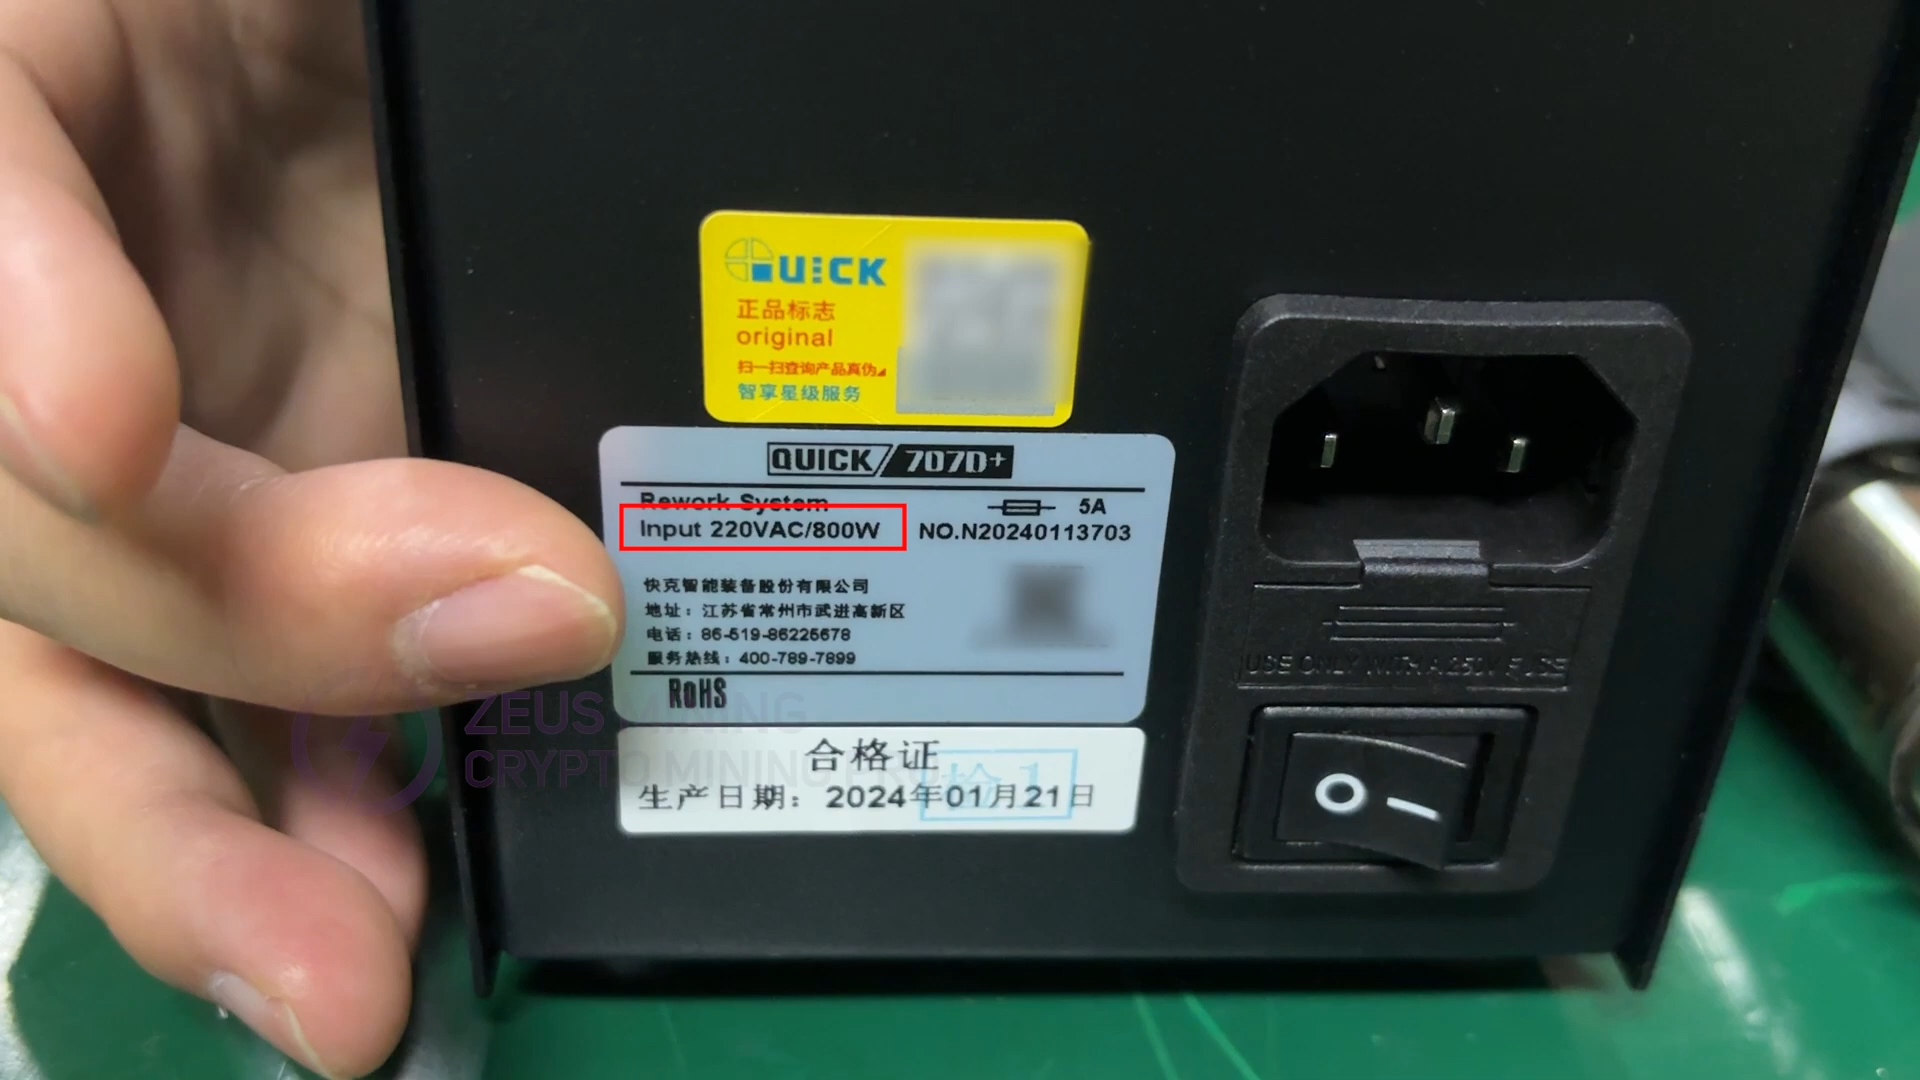 QUICK
正品标志
original
扫一扫查询产品真伪
智享星级服务
QUICK 707D+
Rework System 5A
Input 220VAC/800W NO.N20240113703
快克智能装备股份有限公司
地址：江苏省常州市武进高新区
电话：86-519-86225678
服务热线：400-789-7899
RoHS
合格证
检1
生产日期：2024年01月21日
USE ONLY WITH A 250V FUSE
ZEUS MINING
CRYPTO MINING PRO